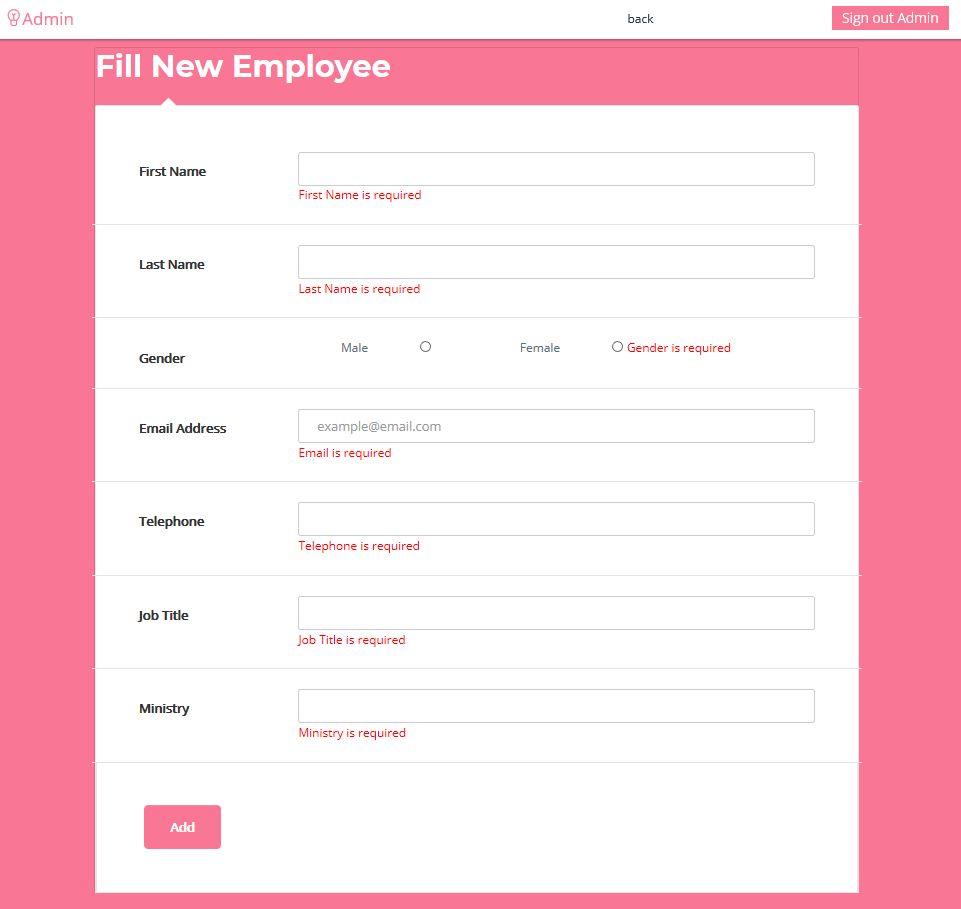 Admin back Sign out Admin
Fill New Employee
First Name
First Name is required
Last Name
Last Name is required
Gender Male Female Gender is required
Email Address example@email.com
Email is required
Telephone
Telephone is required
Job Title
Job Title is required
Ministry
Ministry is required
Add